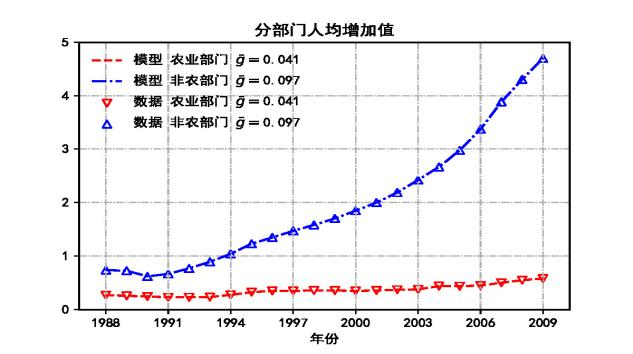 分部门人均增加值
5
4
3
2
1
0
模型 农业部门 ḡ=0.041
模型 非农部门 ḡ=0.097
数据 农业部门 ḡ=0.041
数据 非农部门 ḡ=0.097
1988 1991 1994 1997 2000 2003 2006 2009
年份